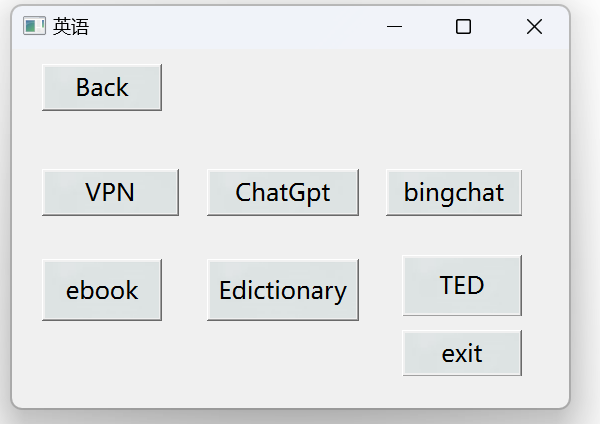 英语
Back
VPN
ChatGpt
bingchat
ebook
Edictionary
TED
exit